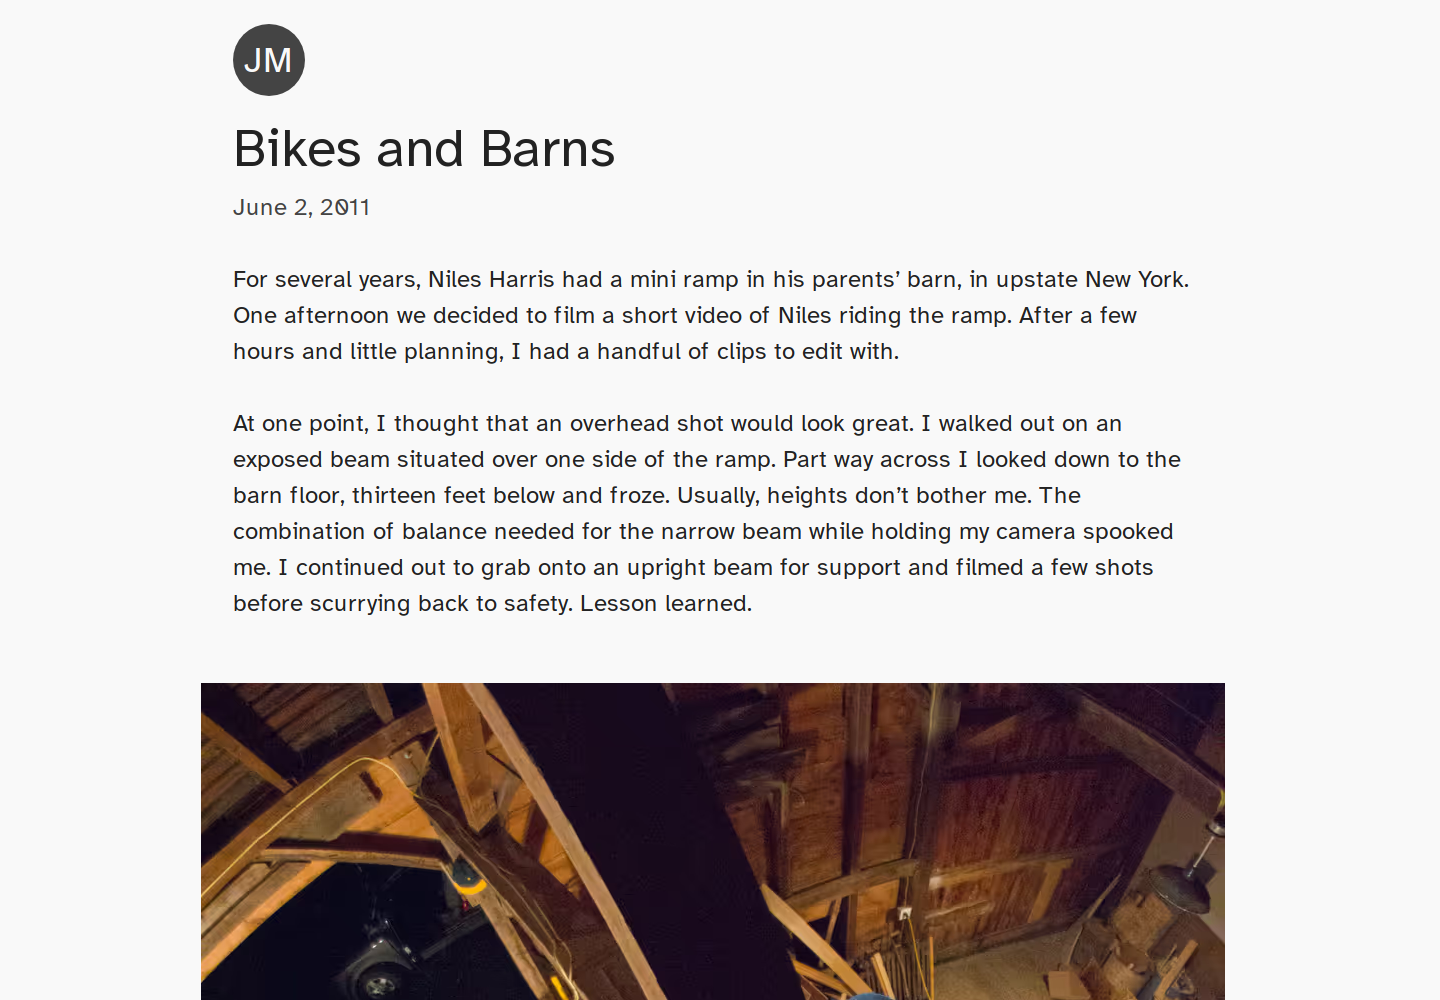 JM
Bikes and Barns
June 2, 2011
For several years, Niles Harris had a mini ramp in his parents’ barn, in upstate New York.
One afternoon we decided to film a short video of Niles riding the ramp. After a few
hours and little planning, I had a handful of clips to edit with.
At one point, I thought that an overhead shot would look great. I walked out on an
exposed beam situated over one side of the ramp. Part way across I looked down to the
barn floor, thirteen feet below and froze. Usually, heights don’t bother me. The
combination of balance needed for the narrow beam while holding my camera spooked
me. I continued out to grab onto an upright beam for support and filmed a few shots
before scurrying back to safety. Lesson learned.